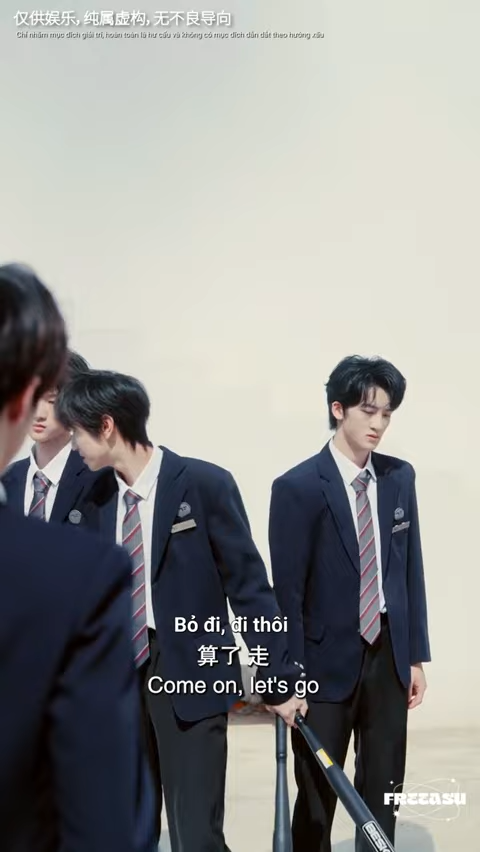 仅供娱乐, 纯属虚构, 无不良导向
Chỉ nhằm mục đích giải trí, hoàn toàn là hư cấu và không có mục đích dẫn dắt theo hướng xấu
Bỏ đi, đi thôi
算了 走
Come on, let's go
FRZZASU